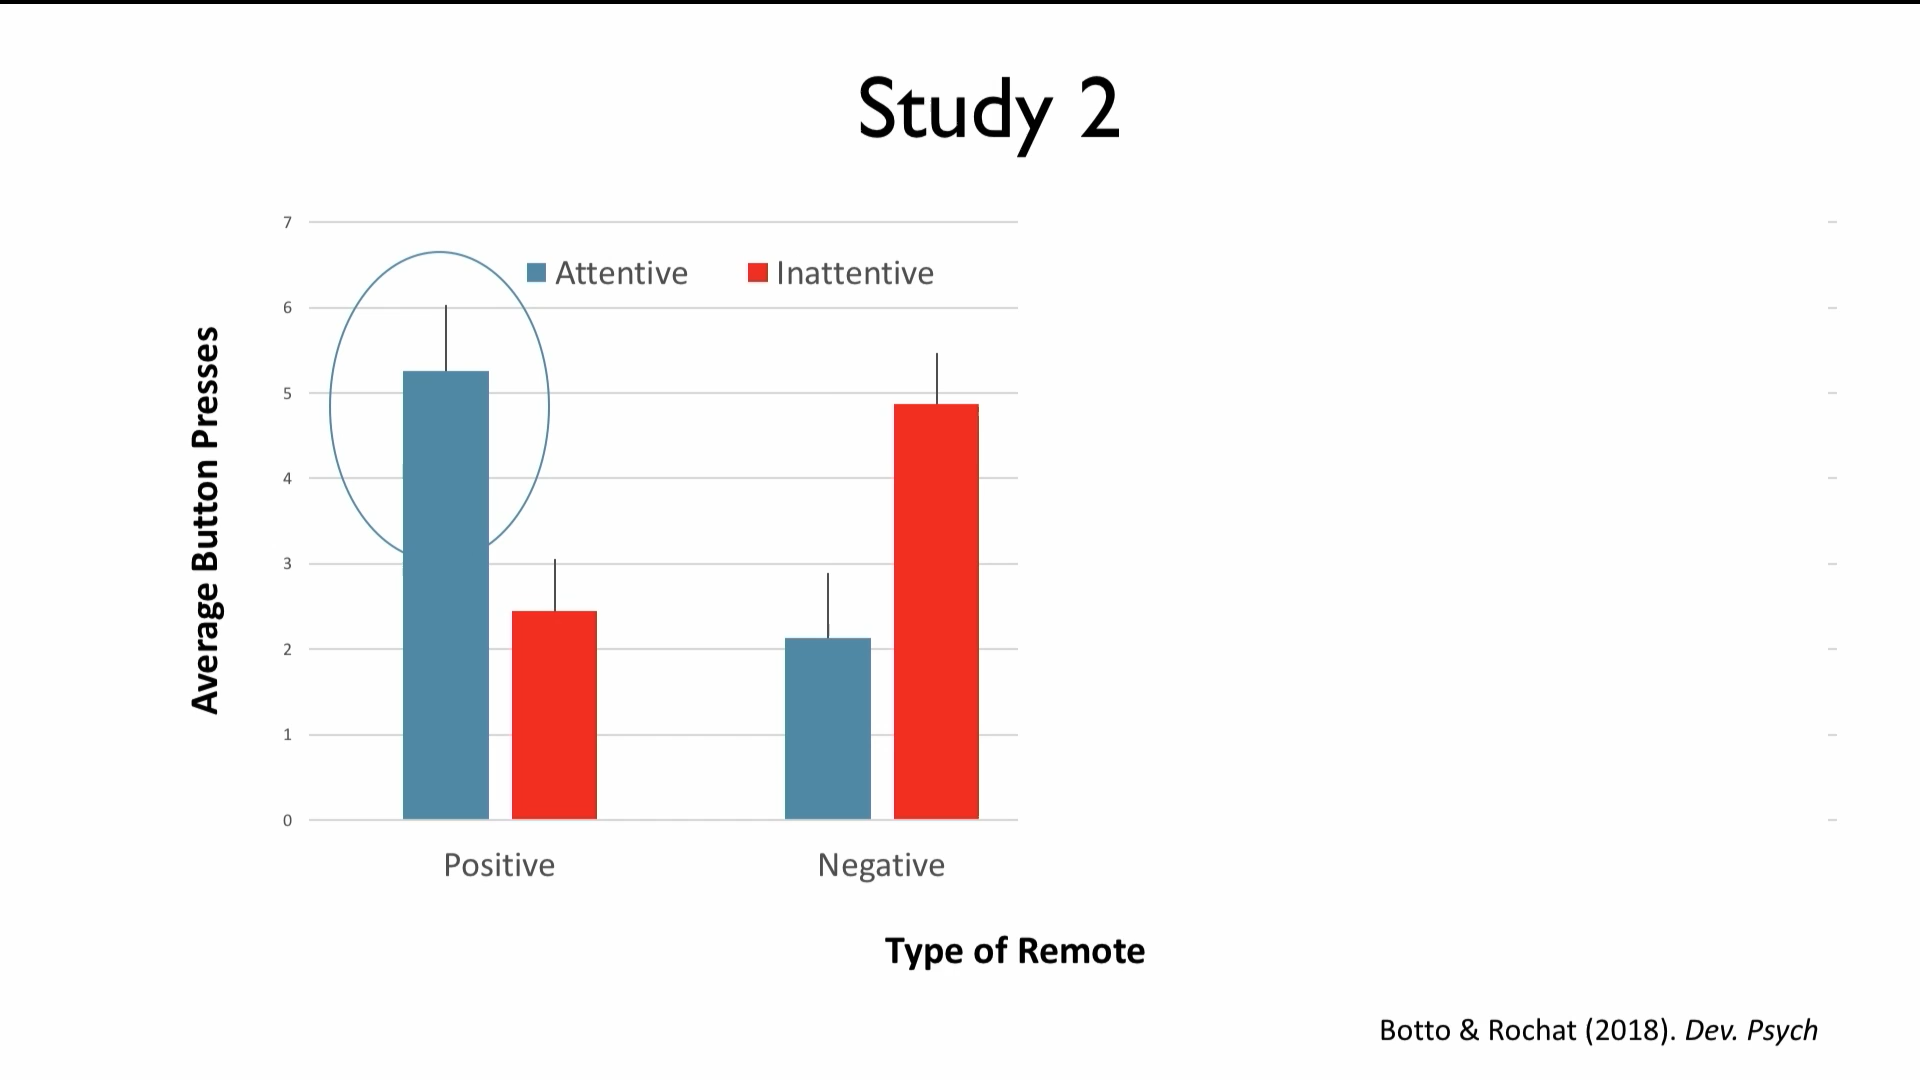 Study 2
7
Attentive
Inattentive
6
5
4
3
2
1
0
Average Button Presses
Positive
Negative
Type of Remote
Botto & Rochat (2018). Dev. Psych